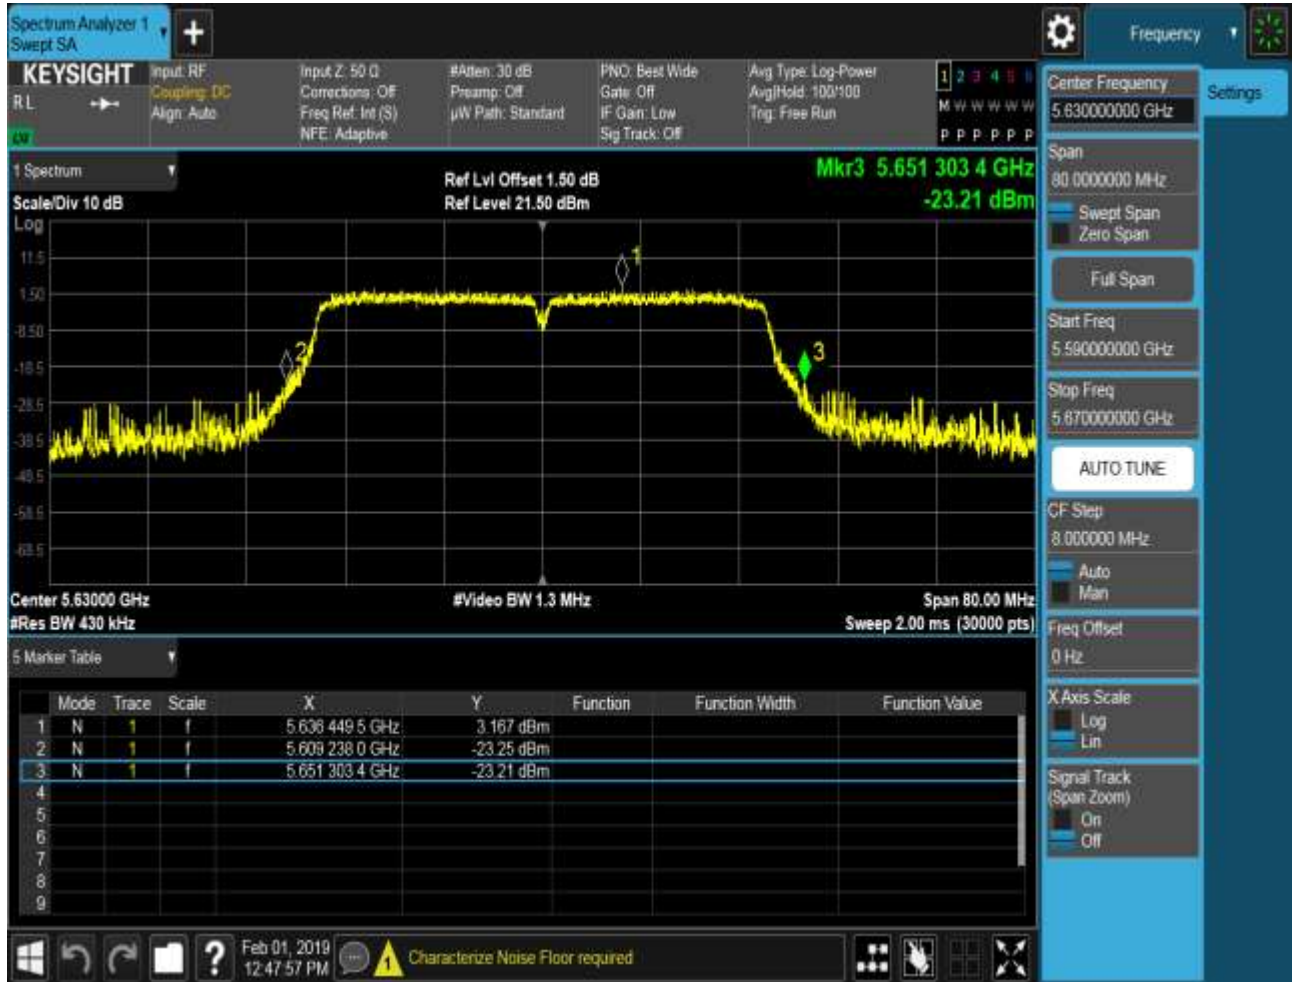 Spectrum Analyzer 1
Swept SA
+
Frequency
KEYSIGHT
RL
Input: RF
Coupling: DC
Align: Auto
Input Z: 50 Ω
Corrections: Off
Freq Ref: Int (S)
NFE: Adaptive
#Atten: 30 dB
Preamp: Off
µW Path: Standard
PNO: Best Wide
Gate: Off
IF Gain: Low
Sig Track: Off
Avg Type: Log-Power
Avg|Hold: 100/100
Trig: Free Run
1 2 3 4 5 6
M W W W W W
P P P P P P
1 Spectrum
Scale/Div 10 dB
Ref Lvl Offset 1.50 dB
Ref Level 21.50 dBm
Mkr3 5.651 303 4 GHz
-23.21 dBm
Log
11.5
1.50
-8.50
-18.5
-28.5
-38.5
-48.5
-58.5
-68.5
1
2
3
Center 5.63000 GHz
#Res BW 430 kHz
#Video BW 1.3 MHz
Span 80.00 MHz
Sweep 2.00 ms (30000 pts)
5 Marker Table
Mode Trace Scale X Y Function Function Width Function Value
1 N 1 f 5.636 449 5 GHz 3.167 dBm
2 N 1 f 5.609 238 0 GHz -23.25 dBm
3 N 1 f 5.651 303 4 GHz -23.21 dBm
4
5
6
7
8
9
Feb 01, 2019
12:47:57 PM
1
Characterize Noise Floor required
?
Settings
Center Frequency
5.630000000 GHz
Span
80.0000000 MHz
Swept Span
Zero Span
Full Span
Start Freq
5.590000000 GHz
Stop Freq
5.670000000 GHz
AUTO TUNE
CF Step
8.000000 MHz
Auto
Man
Freq Offset
0 Hz
X Axis Scale
Log
Lin
Signal Track
(Span Zoom)
On
Off